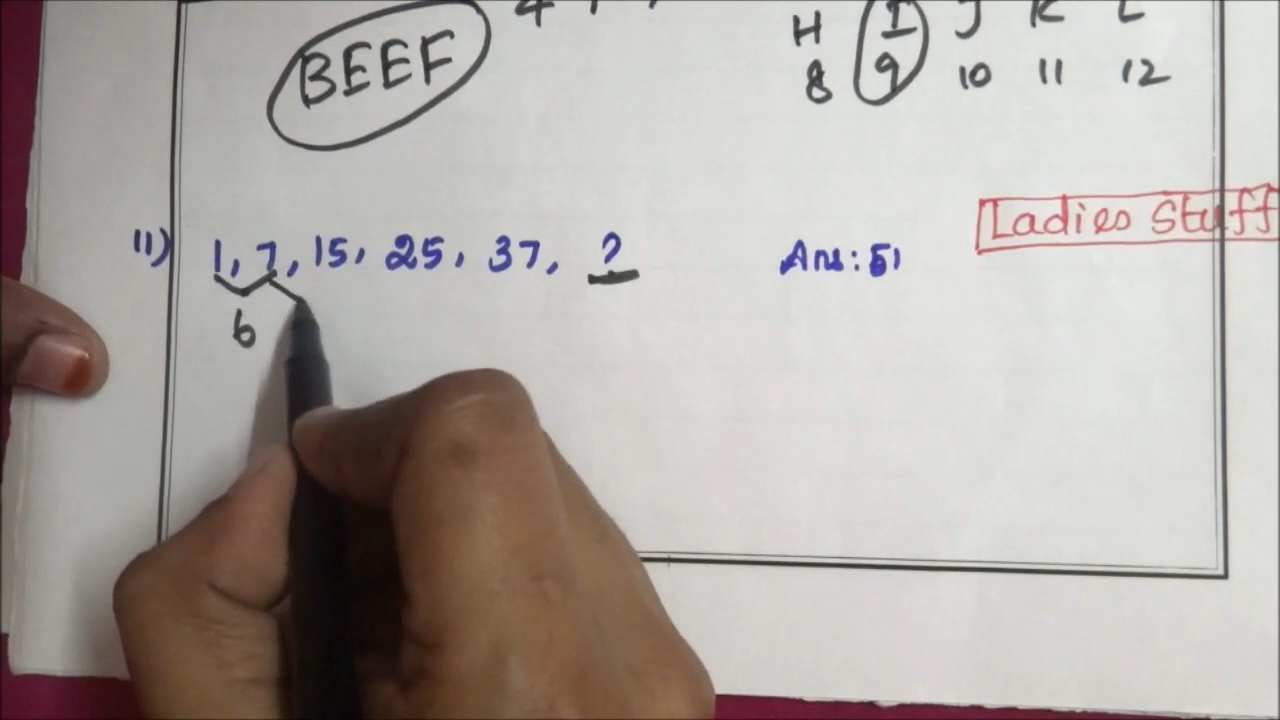 BEEF
H I J K L
8 9 10 11 12
Ladies Stuff
11) 1, 7, 15, 25, 37, ? Ans: 51
6